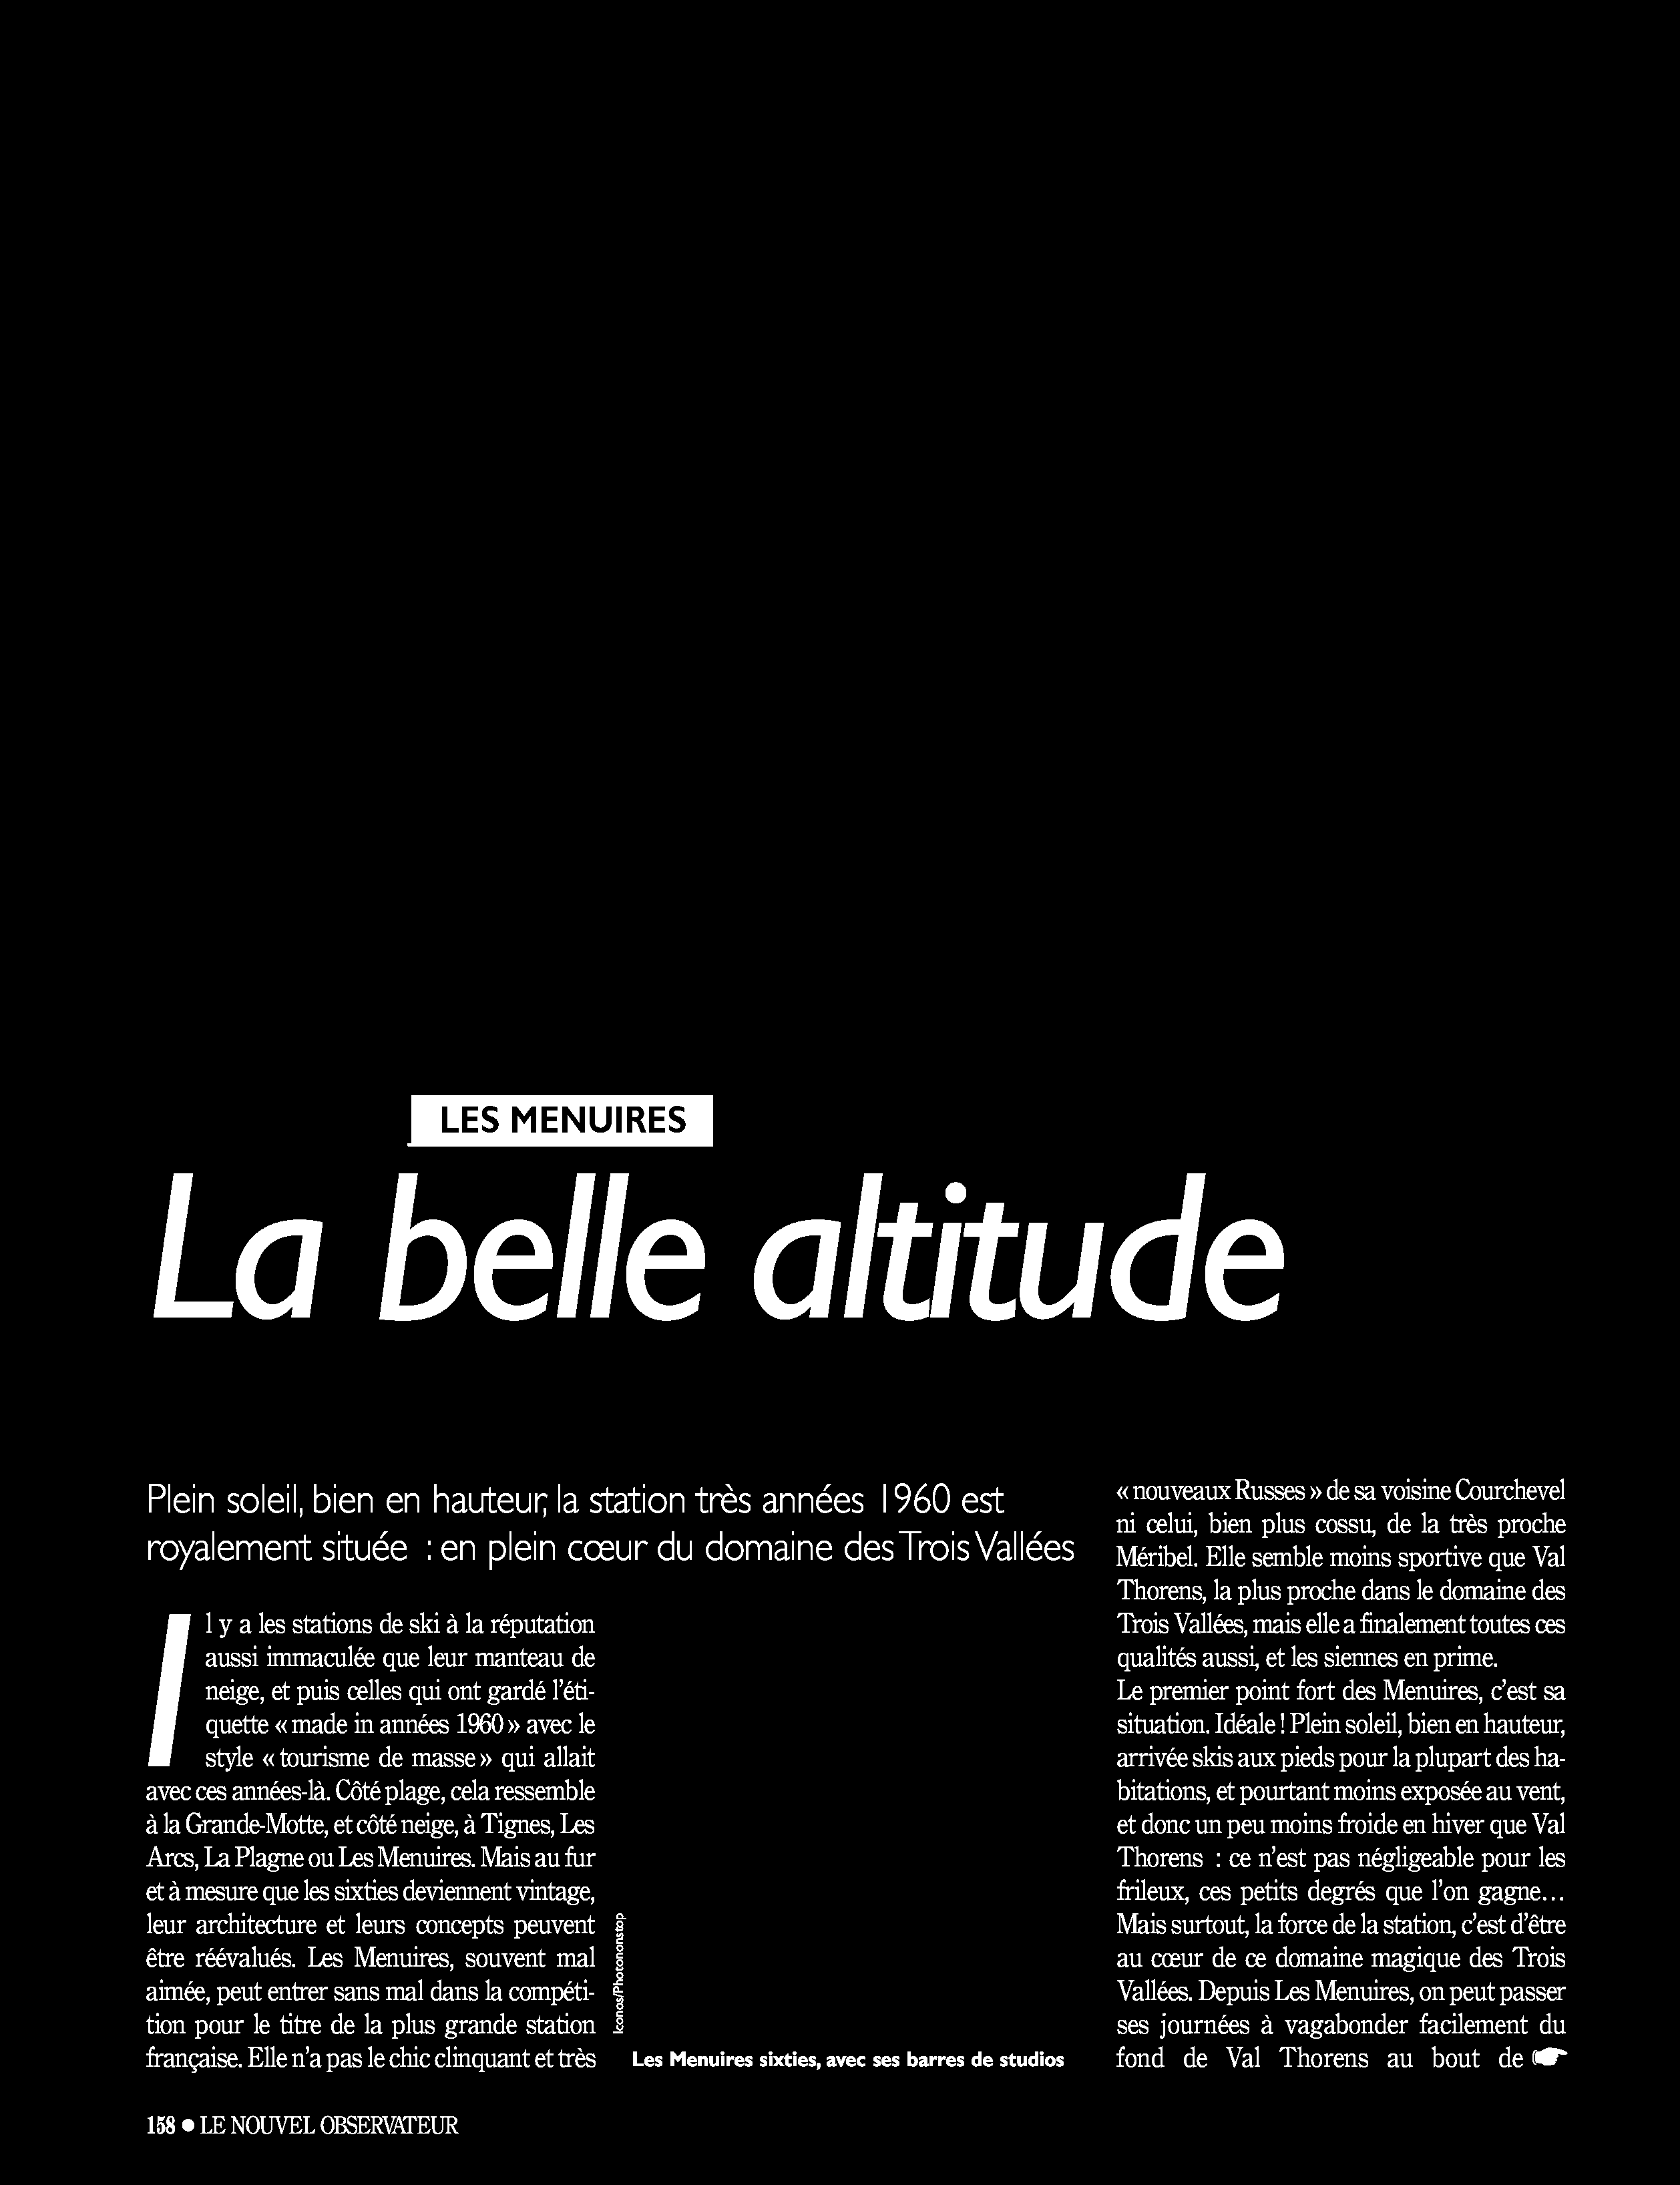 LES MENUIRES
La belle altitude
Plein soleil, bien en hauteur, la station très années 1960 est
royalement située : en plein cœur du domaine des Trois Vallées
Il y a les stations de ski à la réputation
aussi immaculée que leur manteau de
neige, et puis celles qui ont gardé l’éti-
quette « made in années 1960 » avec le
style « tourisme de masse » qui allait
avec ces années-là. Côté plage, cela ressemble
à la Grande-Motte, et côté neige, à Tignes, Les
Arcs, La Plagne ou Les Menuires. Mais au fur
et à mesure que les sixties deviennent vintage,
leur architecture et leurs concepts peuvent
être réévalués. Les Menuires, souvent mal
aimée, peut entrer sans mal dans la compéti-
tion pour le titre de la plus grande station
française. Elle n’a pas le chic clinquant et très
Iconos/Photononstop
Les Menuires sixties, avec ses barres de studios
« nouveaux Russes » de sa voisine Courchevel
ni celui, bien plus cossu, de la très proche
Méribel. Elle semble moins sportive que Val
Thorens, la plus proche dans le domaine des
Trois Vallées, mais elle a finalement toutes ces
qualités aussi, et les siennes en prime.
Le premier point fort des Menuires, c’est sa
situation. Idéale ! Plein soleil, bien en hauteur,
arrivée skis aux pieds pour la plupart des ha-
bitations, et pourtant moins exposée au vent,
et donc un peu moins froide en hiver que Val
Thorens : ce n’est pas négligeable pour les
frileux, ces petits degrés que l’on gagne…
Mais surtout, la force de la station, c’est d’être
au cœur de ce domaine magique des Trois
Vallées. Depuis Les Menuires, on peut passer
ses journées à vagabonder facilement du
fond de Val Thorens au bout de
158 ● LE NOUVEL OBSERVATEUR